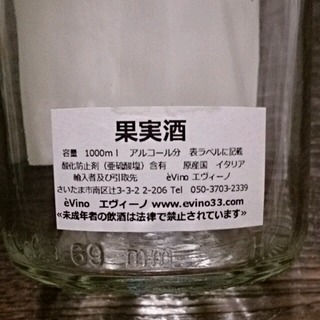 果実酒
容量 1000ml アルコール分 表ラベルに記載
酸化防止剤（亜硫酸塩）含有 原産国 イタリア
輸入者及び引取先 èVino エヴィーノ
さいたま市南区辻3-3-2 2-206 Tel 050-3703-2339
èVino エヴィーノ www.evino33.com
«未成年者の飲酒は法律で禁止されています»
69 mm